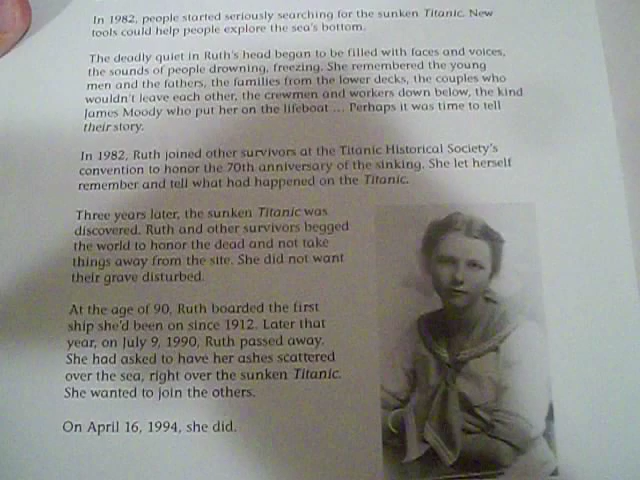 In 1982, people started seriously searching for the sunken Titanic. New
tools could help people explore the sea's bottom.
The deadly quiet in Ruth's head began to be filled with faces and voices,
the sounds of people drowning, freezing. She remembered the young
men and the fathers, the families from the lower decks, the couples who
wouldn't leave each other, the crewmen and workers down below, the kind
James Moody who put her on the lifeboat ... Perhaps it was time to tell
their story.
In 1982, Ruth joined other survivors at the Titanic Historical Society's
convention to honor the 70th anniversary of the sinking. She let herself
remember and tell what had happened on the Titanic.
Three years later, the sunken Titanic was
discovered. Ruth and other survivors begged
the world to honor the dead and not take
things away from the site. She did not want
their grave disturbed.
At the age of 90, Ruth boarded the first
ship she'd been on since 1912. Later that
year, on July 9, 1990, Ruth passed away.
She had asked to have her ashes scattered
over the sea, right over the sunken Titanic.
She wanted to join the others.
On April 16, 1994, she did.